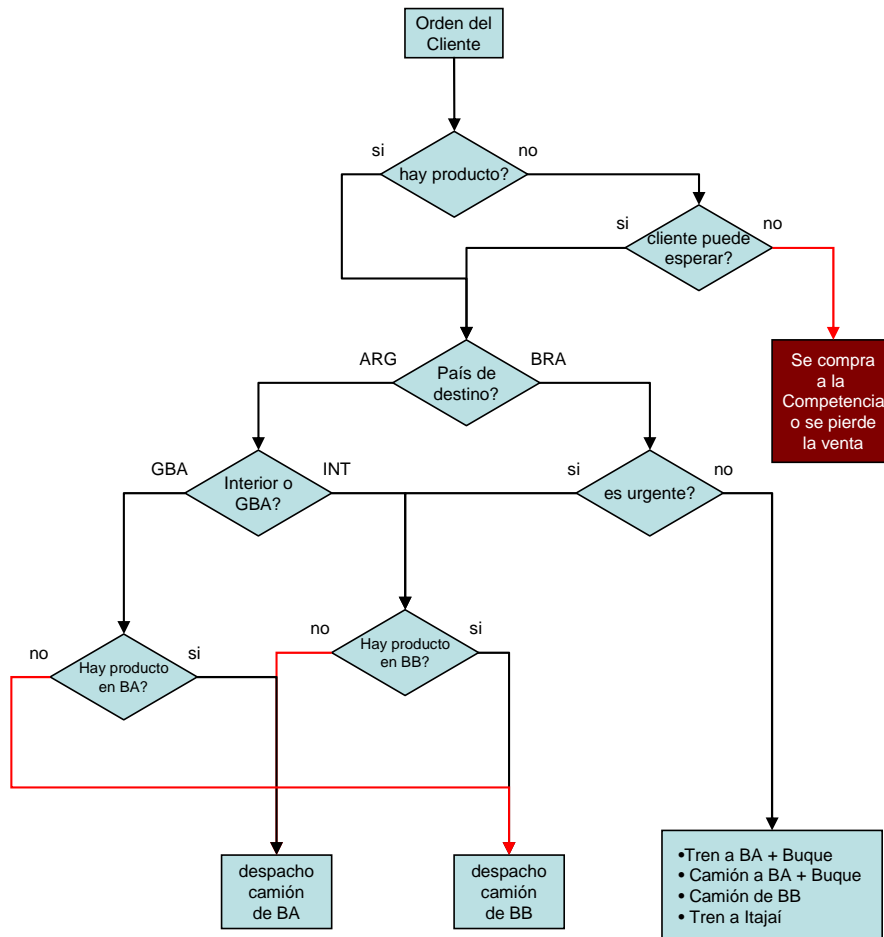 Orden del
Cliente
si
no
hay producto?
si
no
cliente puede
esperar?
ARG
BRA
País de
destino?
Se compra
a la
Competencia
o se pierde
la venta
GBA
INT
Interior o
GBA?
si
no
es urgente?
no
si
Hay producto
en BA?
no
si
Hay producto
en BB?
despacho
camión
de BA
despacho
camión
de BB
•Tren a BA + Buque
• Camión a BA + Buque
• Camión de BB
• Tren a Itajaí